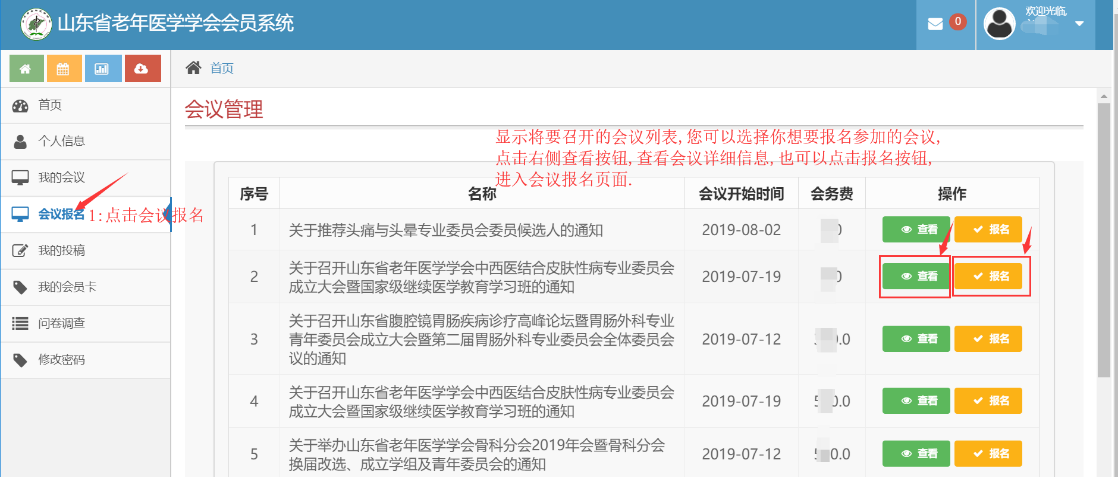 山东省老年医学学会会员系统
0
欢迎光临,
首页
首页
个人信息
我的会议
会议报名
我的投稿
我的会员卡
问卷调查
修改密码
1:点击会议报名
会议管理
显示将要召开的会议列表,您可以选择你想要报名参加的会议,
点击右侧查看按钮,查看会议详细信息,也可以点击报名按钮,
进入会议报名页面.
序号 名称 会议开始时间 会务费 操作
1 关于推荐头痛与头晕专业委员会委员候选人的通知 2019-08-02 0 查看 报名
2 关于召开山东省老年医学学会中西医结合皮肤性病专业委员会
成立大会暨国家级继续医学教育学习班的通知 2019-07-19 0 查看 报名
3 关于召开山东省腹腔镜胃肠疾病诊疗高峰论坛暨胃肠外科专业
青年委员会成立大会暨第二届胃肠外科专业委员会全体委员会 2019-07-12 0.0 查看 报名
议的通知
4 关于召开山东省老年医学学会中西医结合皮肤性病专业委员会
成立大会暨国家级继续医学教育学习班的通知 2019-07-19 0.0 查看 报名
5 关于举办山东省老年医学学会骨科分会2019年会暨骨科分会
换届改选、成立学组及青年委员会的通知 2019-07-12 0.0 查看 报名